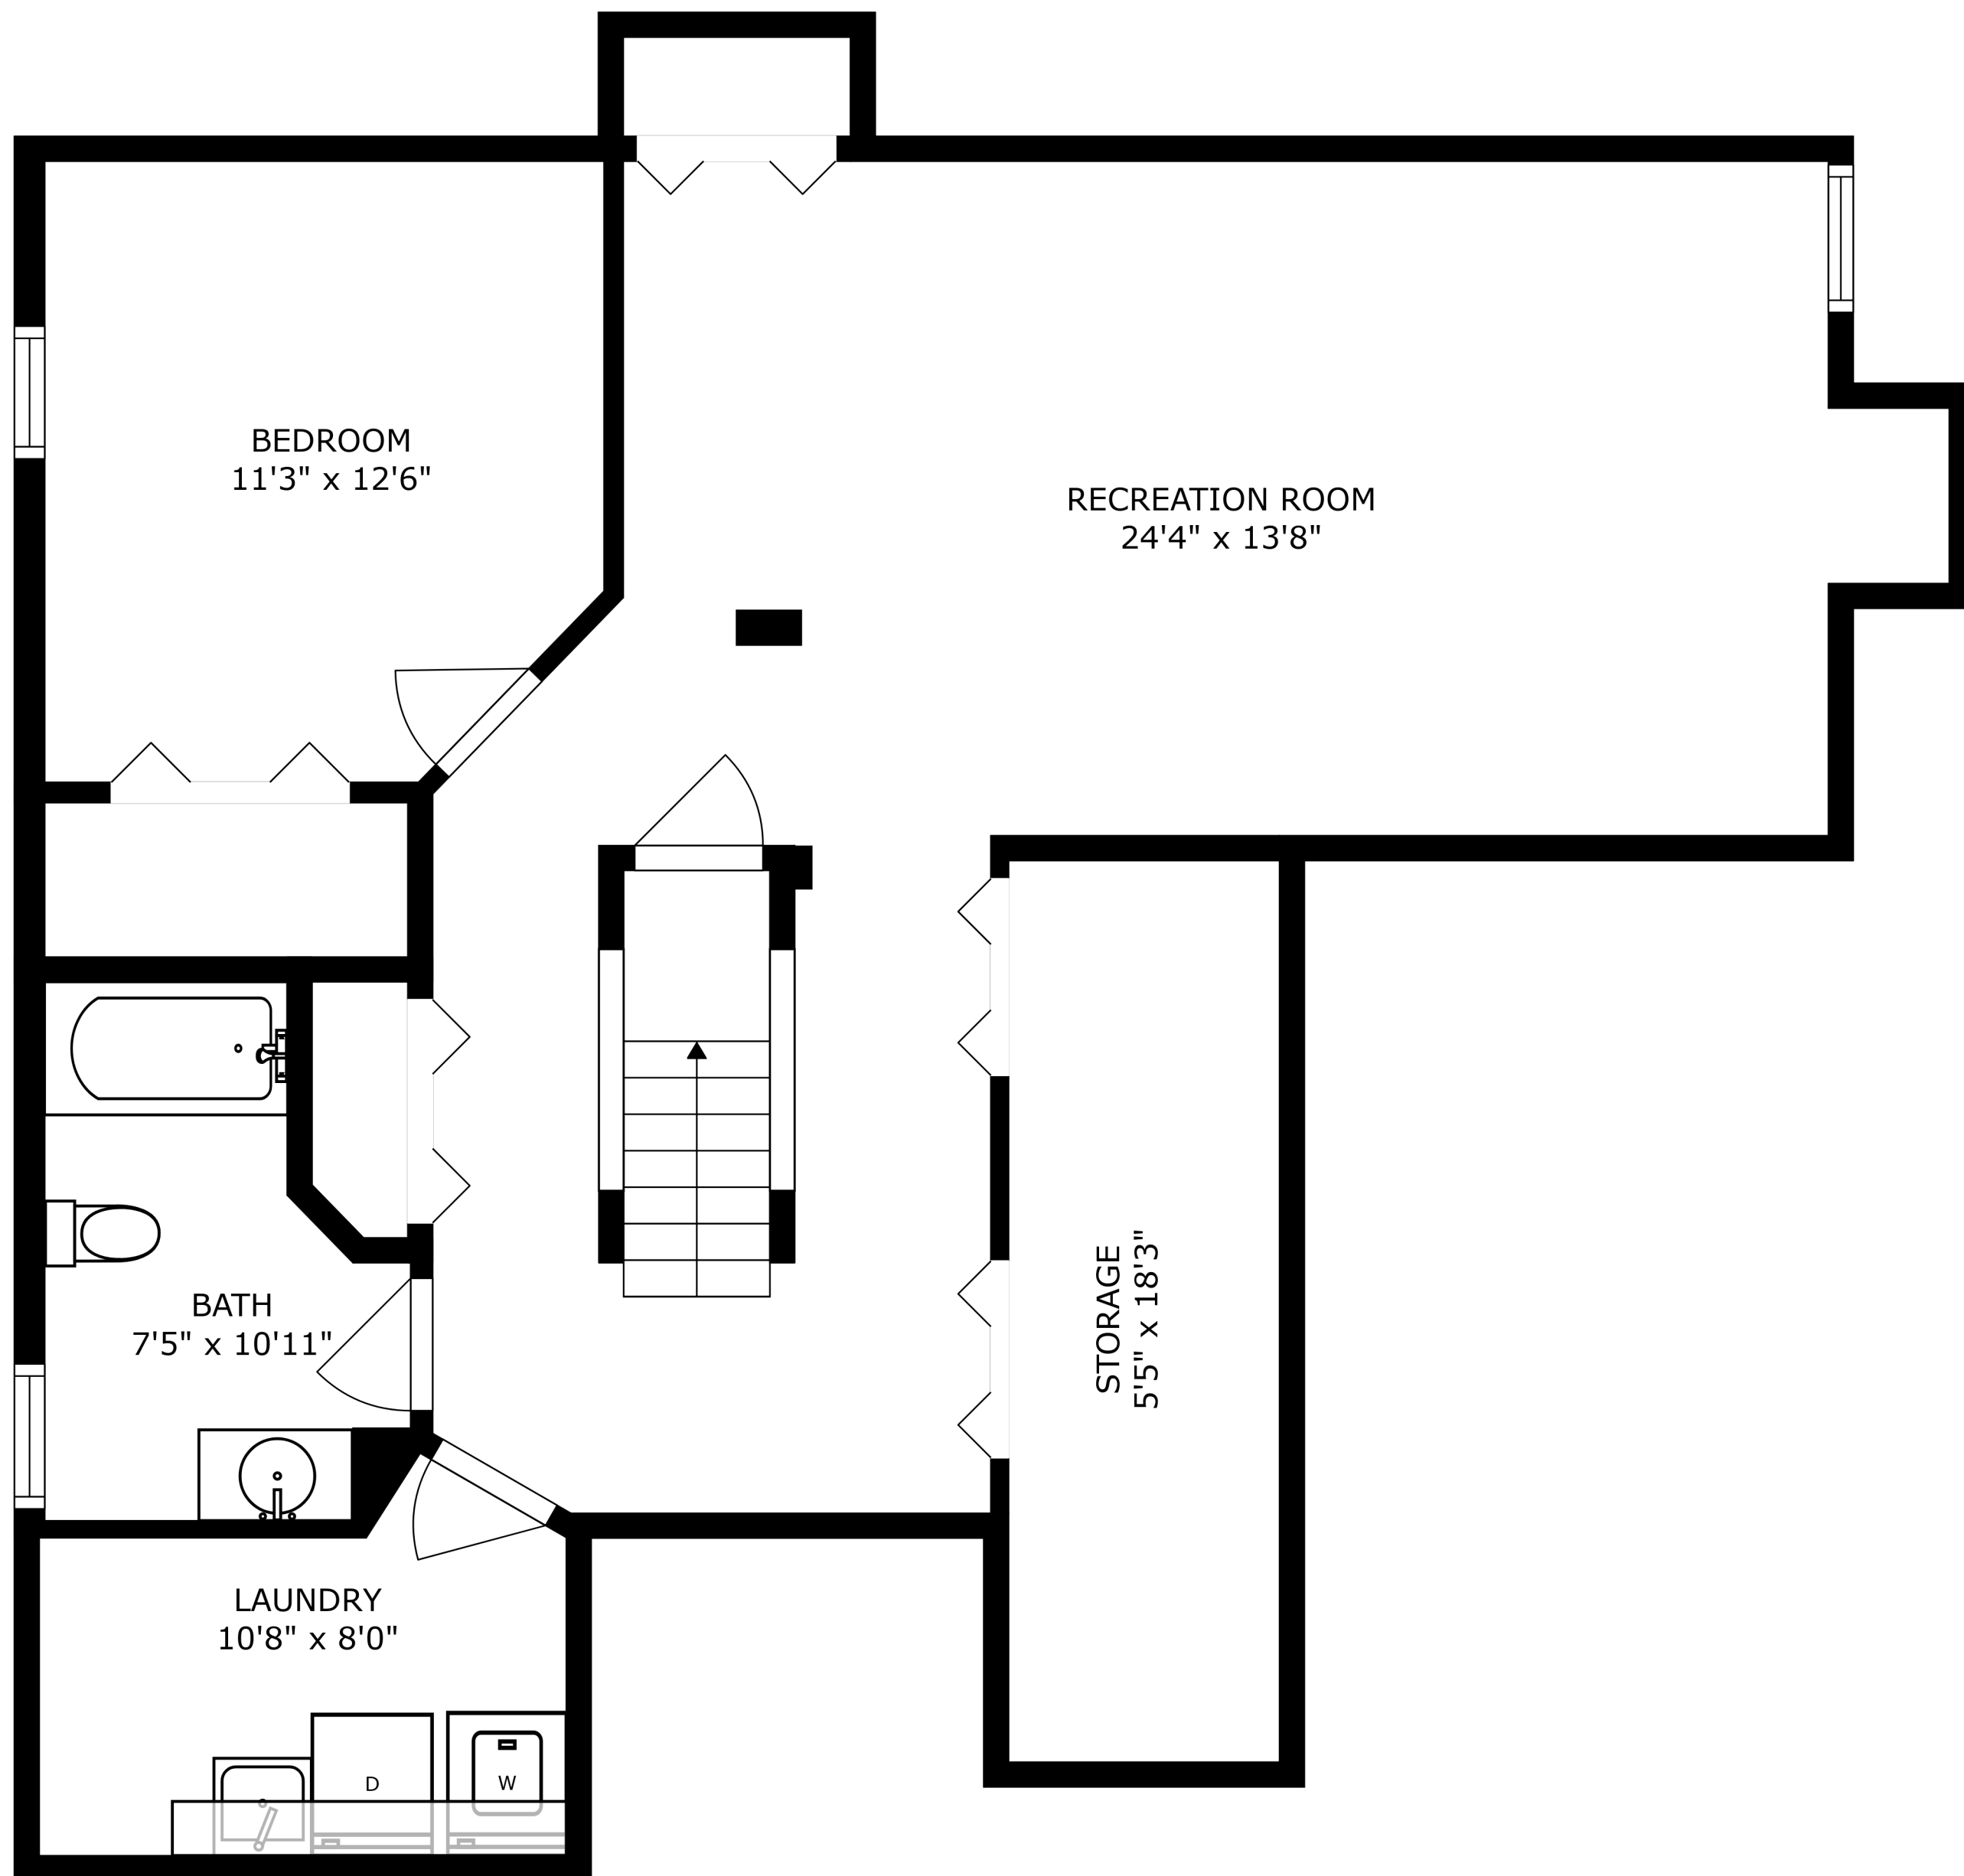 BEDROOM
11'3" x 12'6"
RECREATION ROOM
24'4" x 13'8"
STORAGE
5'5" x 18'3"
BATH
7'5" x 10'11"
LAUNDRY
10'8" x 8'0"
D
W